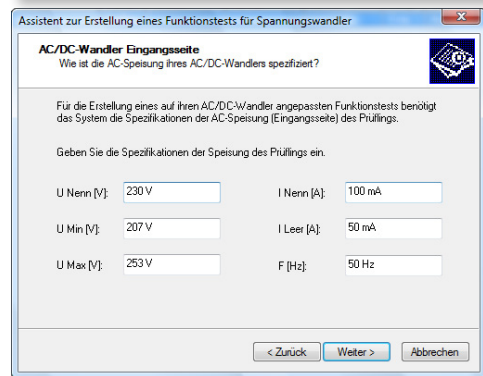 Assistent zur Erstellung eines Funktionstests für Spannungswandler
AC/DC-Wandler Eingangsseite
Wie ist die AC-Speisung ihres AC/DC-Wandlers spezifiziert?
Für die Erstellung eines auf ihren AC/DC-Wandler angepassten Funktionstests benötigt
das System die Spezifikationen der AC-Speisung (Eingangsseite) des Prüflings.
Geben Sie die Spezifikationen der Speisung des Prüflings ein.
U Nenn [V]: 230 V I Nenn [A]: 100 mA
U Min [V]: 207 V I Leer [A]: 50 mA
U Max [V]: 253 V F [Hz]: 50 Hz
< Zurück Weiter > Abbrechen